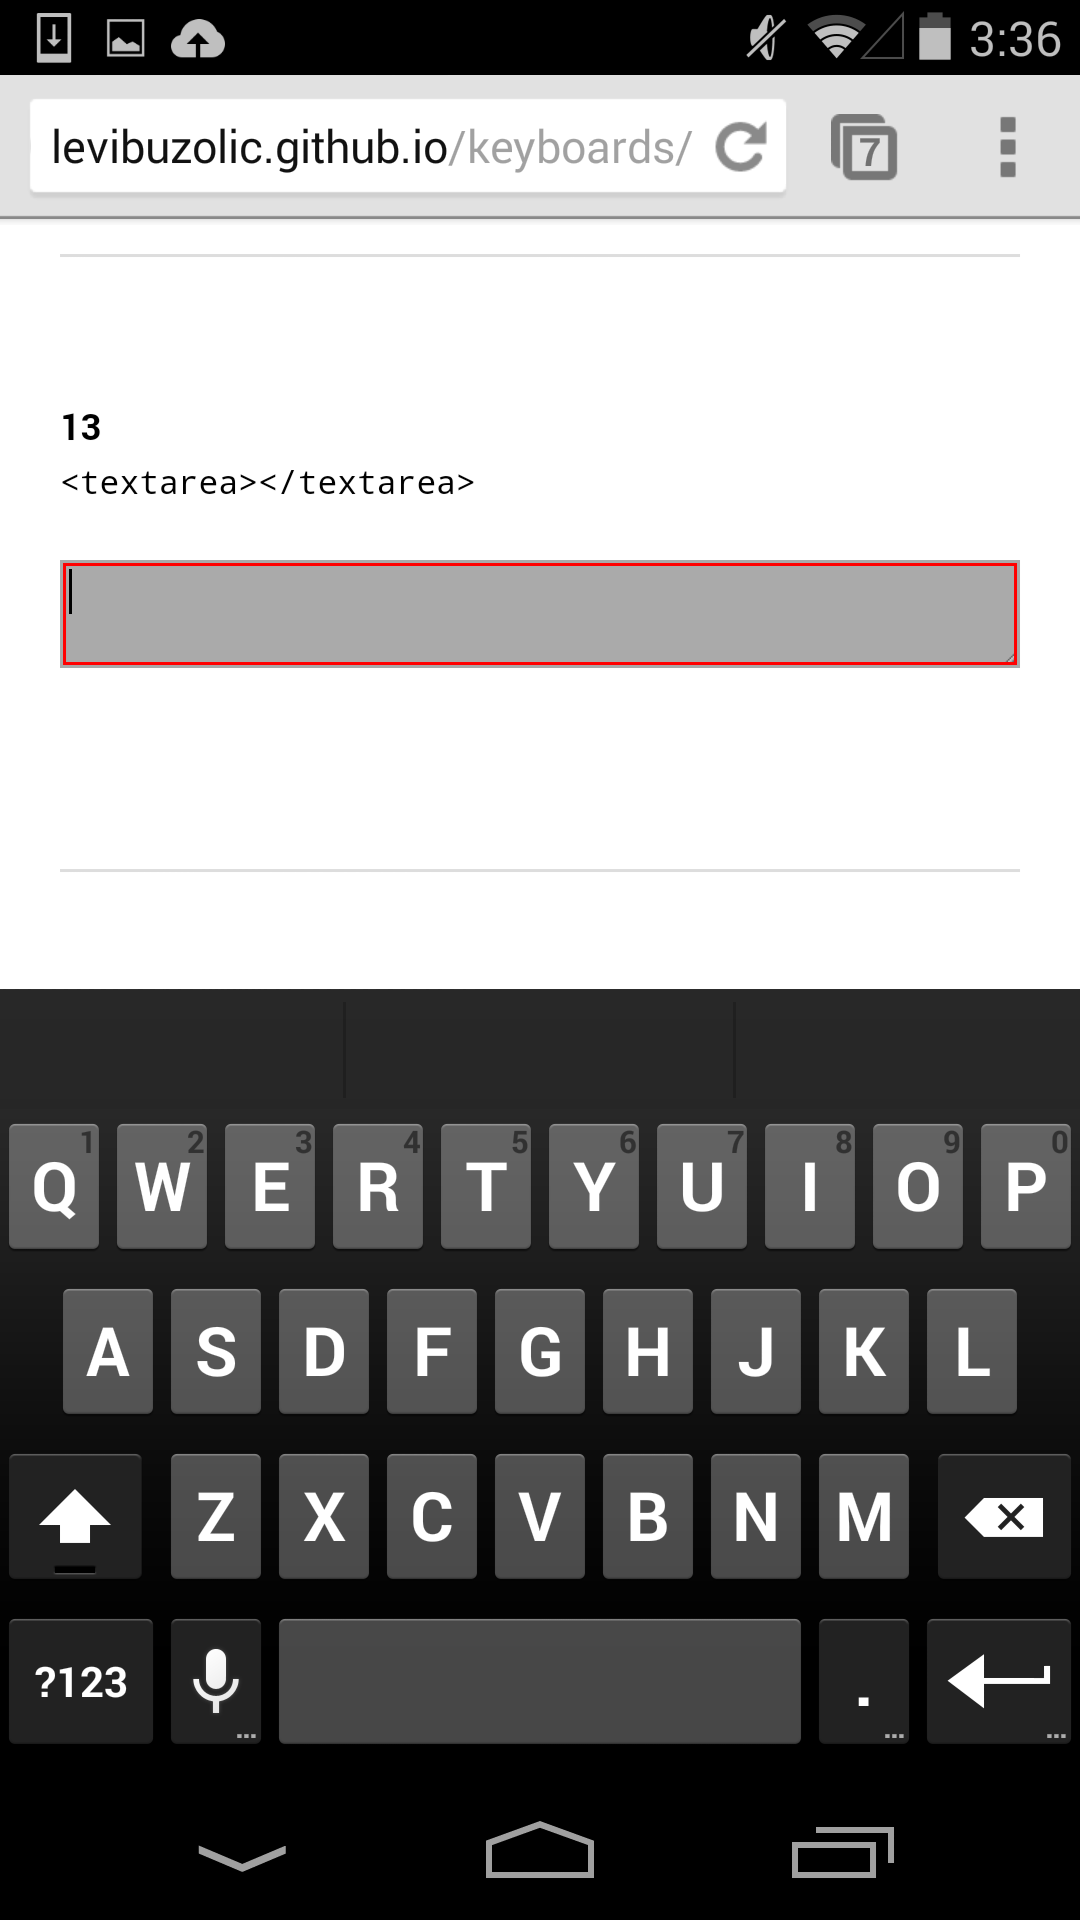 3:36
levibuzolic.github.io/keyboards/
7
13
<textarea></textarea>
1 2 3 4 5 6 7 8 9 0
Q W E R T Y U I O P
A S D F G H J K L
Z X C V B N M
?123 . ...